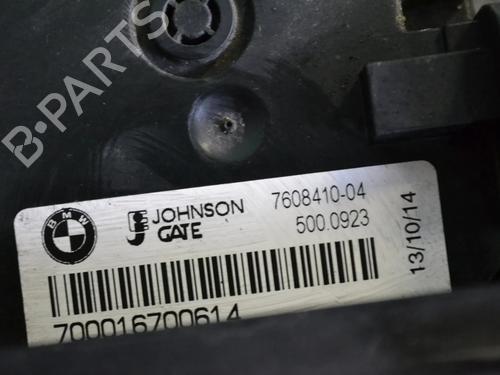 B-PARTS
BMW
JOHNSON
GATE
7608410-04
500.0923
13/10/14
700016700614